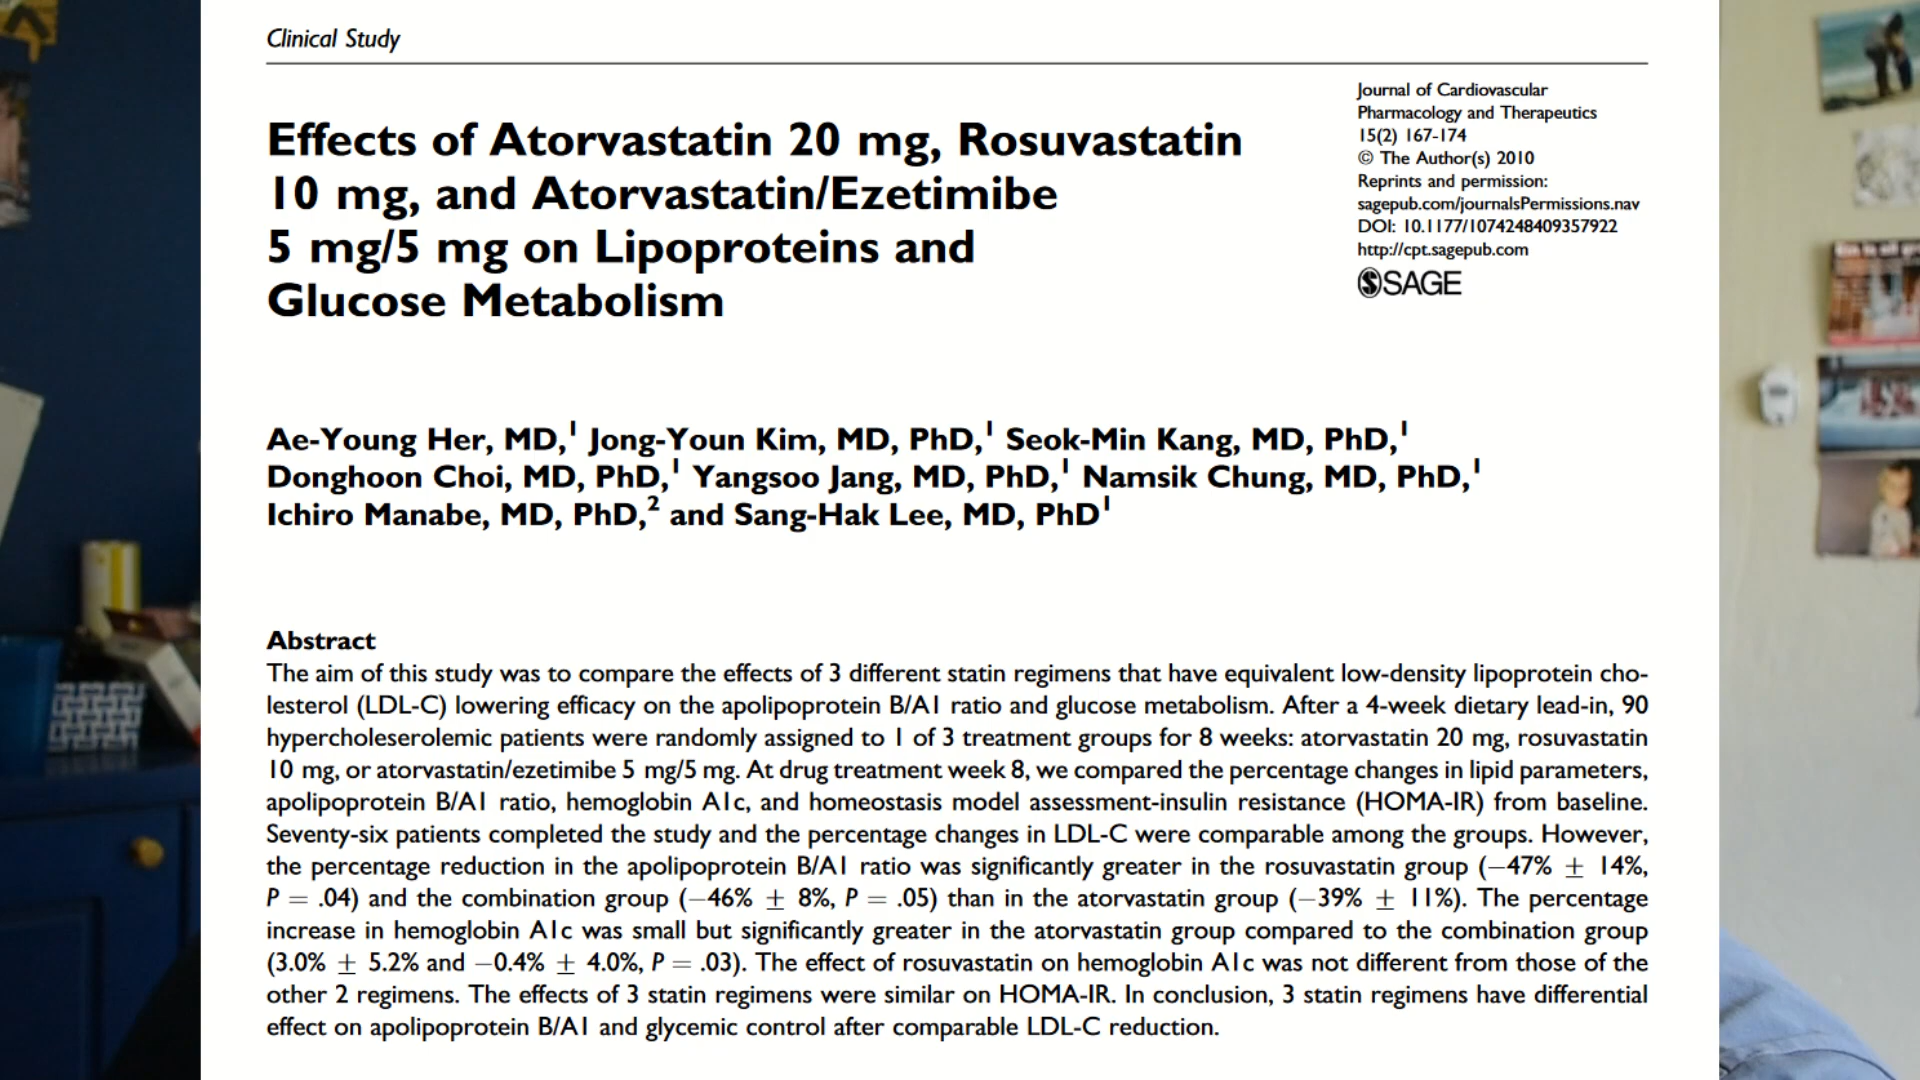 Clinical Study
Journal of Cardiovascular
Pharmacology and Therapeutics
15(2) 167-174
© The Author(s) 2010
Reprints and permission:
sagepub.com/journalsPermissions.nav
DOI: 10.1177/1074248409357922
http://cpt.sagepub.com
SAGE
Effects of Atorvastatin 20 mg, Rosuvastatin
10 mg, and Atorvastatin/Ezetimibe
5 mg/5 mg on Lipoproteins and
Glucose Metabolism
Ae-Young Her, MD,¹ Jong-Youn Kim, MD, PhD,¹ Seok-Min Kang, MD, PhD,¹
Donghoon Choi, MD, PhD,¹ Yangsoo Jang, MD, PhD,¹ Namsik Chung, MD, PhD,¹
Ichiro Manabe, MD, PhD,² and Sang-Hak Lee, MD, PhD¹
Abstract
The aim of this study was to compare the effects of 3 different statin regimens that have equivalent low-density lipoprotein cho-
lesterol (LDL-C) lowering efficacy on the apolipoprotein B/A1 ratio and glucose metabolism. After a 4-week dietary lead-in, 90
hypercholeserolemic patients were randomly assigned to 1 of 3 treatment groups for 8 weeks: atorvastatin 20 mg, rosuvastatin
10 mg, or atorvastatin/ezetimibe 5 mg/5 mg. At drug treatment week 8, we compared the percentage changes in lipid parameters,
apolipoprotein B/A1 ratio, hemoglobin A1c, and homeostasis model assessment-insulin resistance (HOMA-IR) from baseline.
Seventy-six patients completed the study and the percentage changes in LDL-C were comparable among the groups. However,
the percentage reduction in the apolipoprotein B/A1 ratio was significantly greater in the rosuvastatin group (−47% ± 14%,
P = .04) and the combination group (−46% ± 8%, P = .05) than in the atorvastatin group (−39% ± 11%). The percentage
increase in hemoglobin A1c was small but significantly greater in the atorvastatin group compared to the combination group
(3.0% ± 5.2% and −0.4% ± 4.0%, P = .03). The effect of rosuvastatin on hemoglobin A1c was not different from those of the
other 2 regimens. The effects of 3 statin regimens were similar on HOMA-IR. In conclusion, 3 statin regimens have differential
effect on apolipoprotein B/A1 and glycemic control after comparable LDL-C reduction.